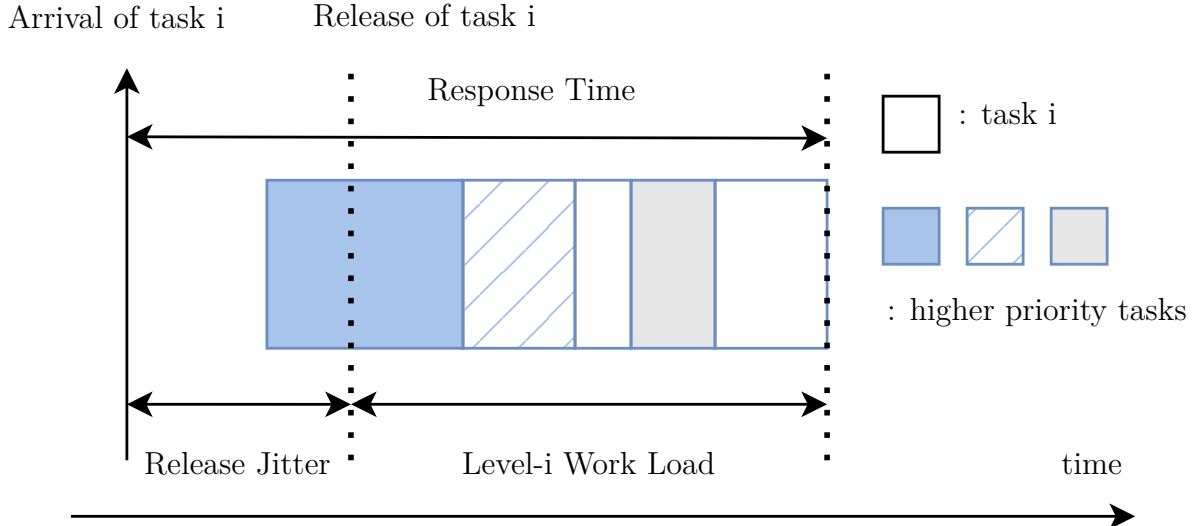 Arrival of task i
Release of task i
Response Time
: task i
: higher priority tasks
Release Jitter
Level-i Work Load
time